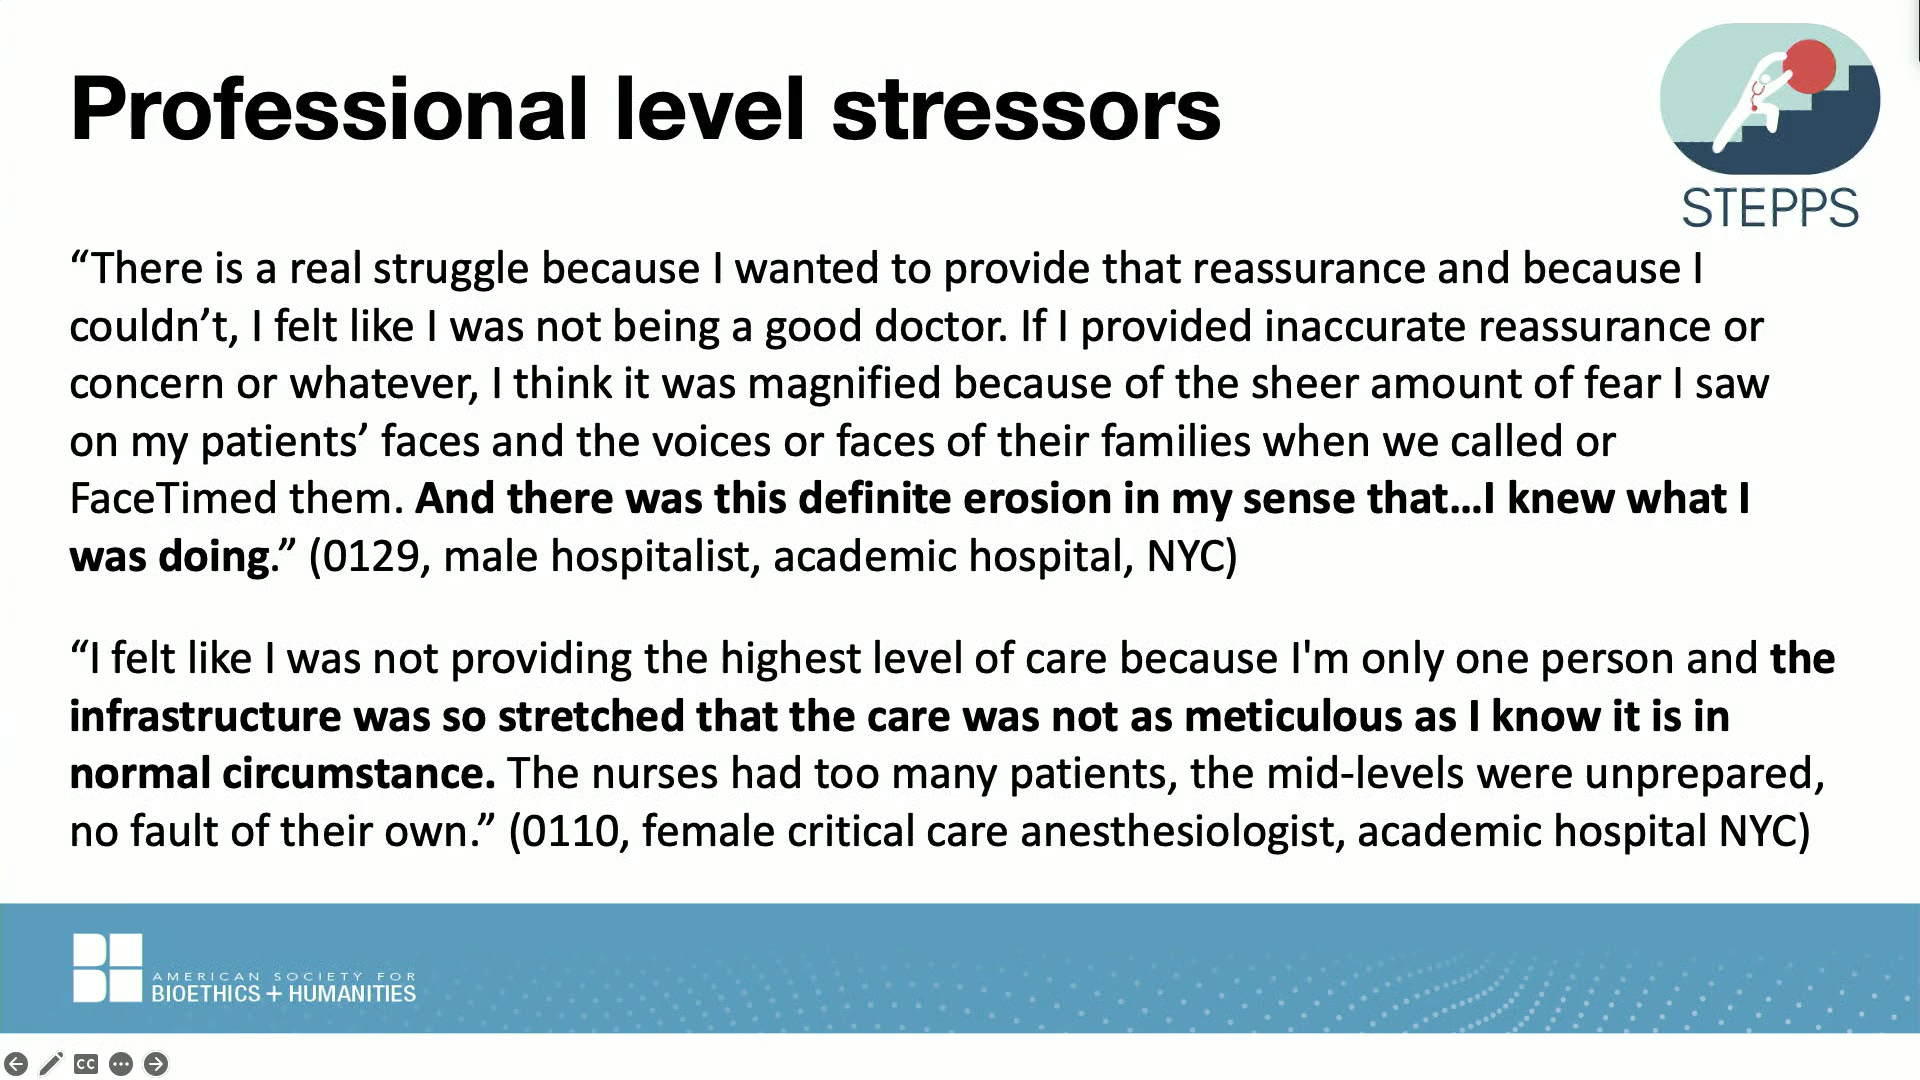 Professional level stressors
STEPPS
“There is a real struggle because I wanted to provide that reassurance and because I
couldn’t, I felt like I was not being a good doctor. If I provided inaccurate reassurance or
concern or whatever, I think it was magnified because of the sheer amount of fear I saw
on my patients’ faces and the voices or faces of their families when we called or
FaceTimed them. And there was this definite erosion in my sense that…I knew what I
was doing.” (0129, male hospitalist, academic hospital, NYC)
“I felt like I was not providing the highest level of care because I'm only one person and the
infrastructure was so stretched that the care was not as meticulous as I know it is in
normal circumstance. The nurses had too many patients, the mid-levels were unprepared,
no fault of their own.” (0110, female critical care anesthesiologist, academic hospital NYC)
AMERICAN SOCIETY FOR
BIOETHICS + HUMANITIES
CC